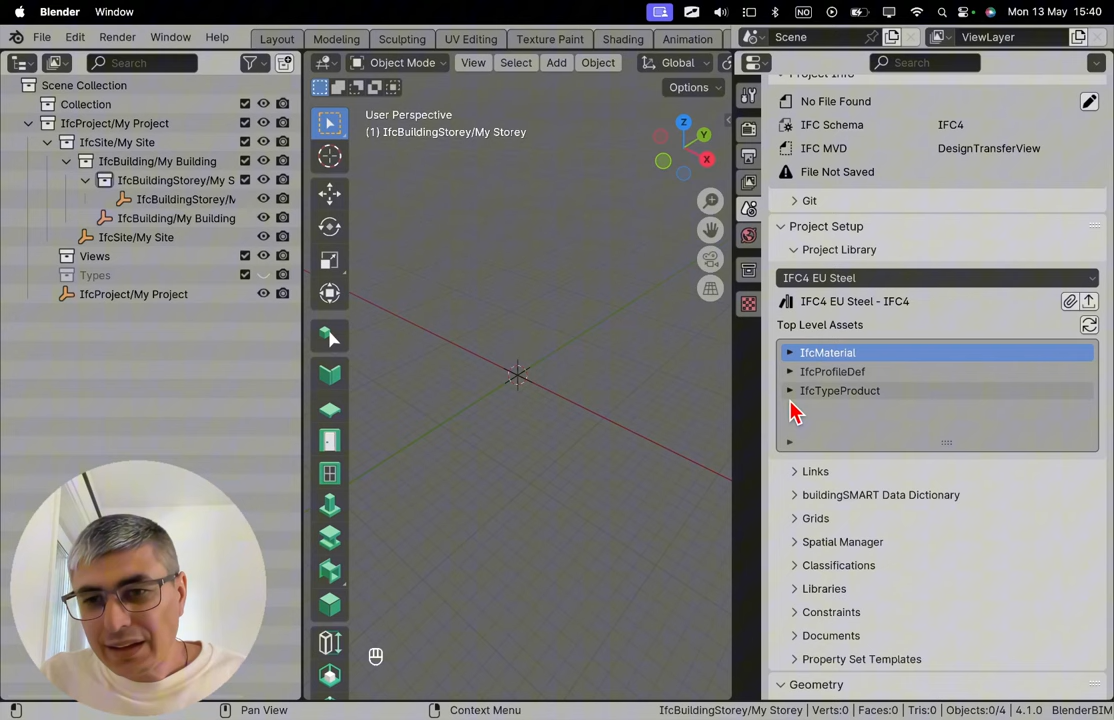 Blender Window NO Mon 13 May 15:40
File Edit Render Window Help
Layout Modeling Sculpting UV Editing Texture Paint Shading Animation
Scene
ViewLayer
Search
Object Mode View Select Add Object Global
Search
Options
Scene Collection
Collection
IfcProject/My Project
IfcSite/My Site
IfcBuilding/My Building
IfcBuildingStorey/My S
IfcBuildingStorey/M
IfcBuilding/My Building
IfcSite/My Site
Views
Types
IfcProject/My Project
User Perspective
(1) IfcBuildingStorey/My Storey
Z
Y
X
Project Info
No File Found
IFC Schema IFC4
IFC MVD DesignTransferView
File Not Saved
Git
Project Setup
Project Library
IFC4 EU Steel
IFC4 EU Steel - IFC4
Top Level Assets
IfcMaterial
IfcProfileDef
IfcTypeProduct
Links
buildingSMART Data Dictionary
Grids
Spatial Manager
Classifications
Libraries
Constraints
Documents
Property Set Templates
Geometry
Pan View Context Menu IfcBuildingStorey/My Storey | Verts:0 | Faces:0 | Tris:0 | Objects:0/4 | 4.1.0 BlenderBIM